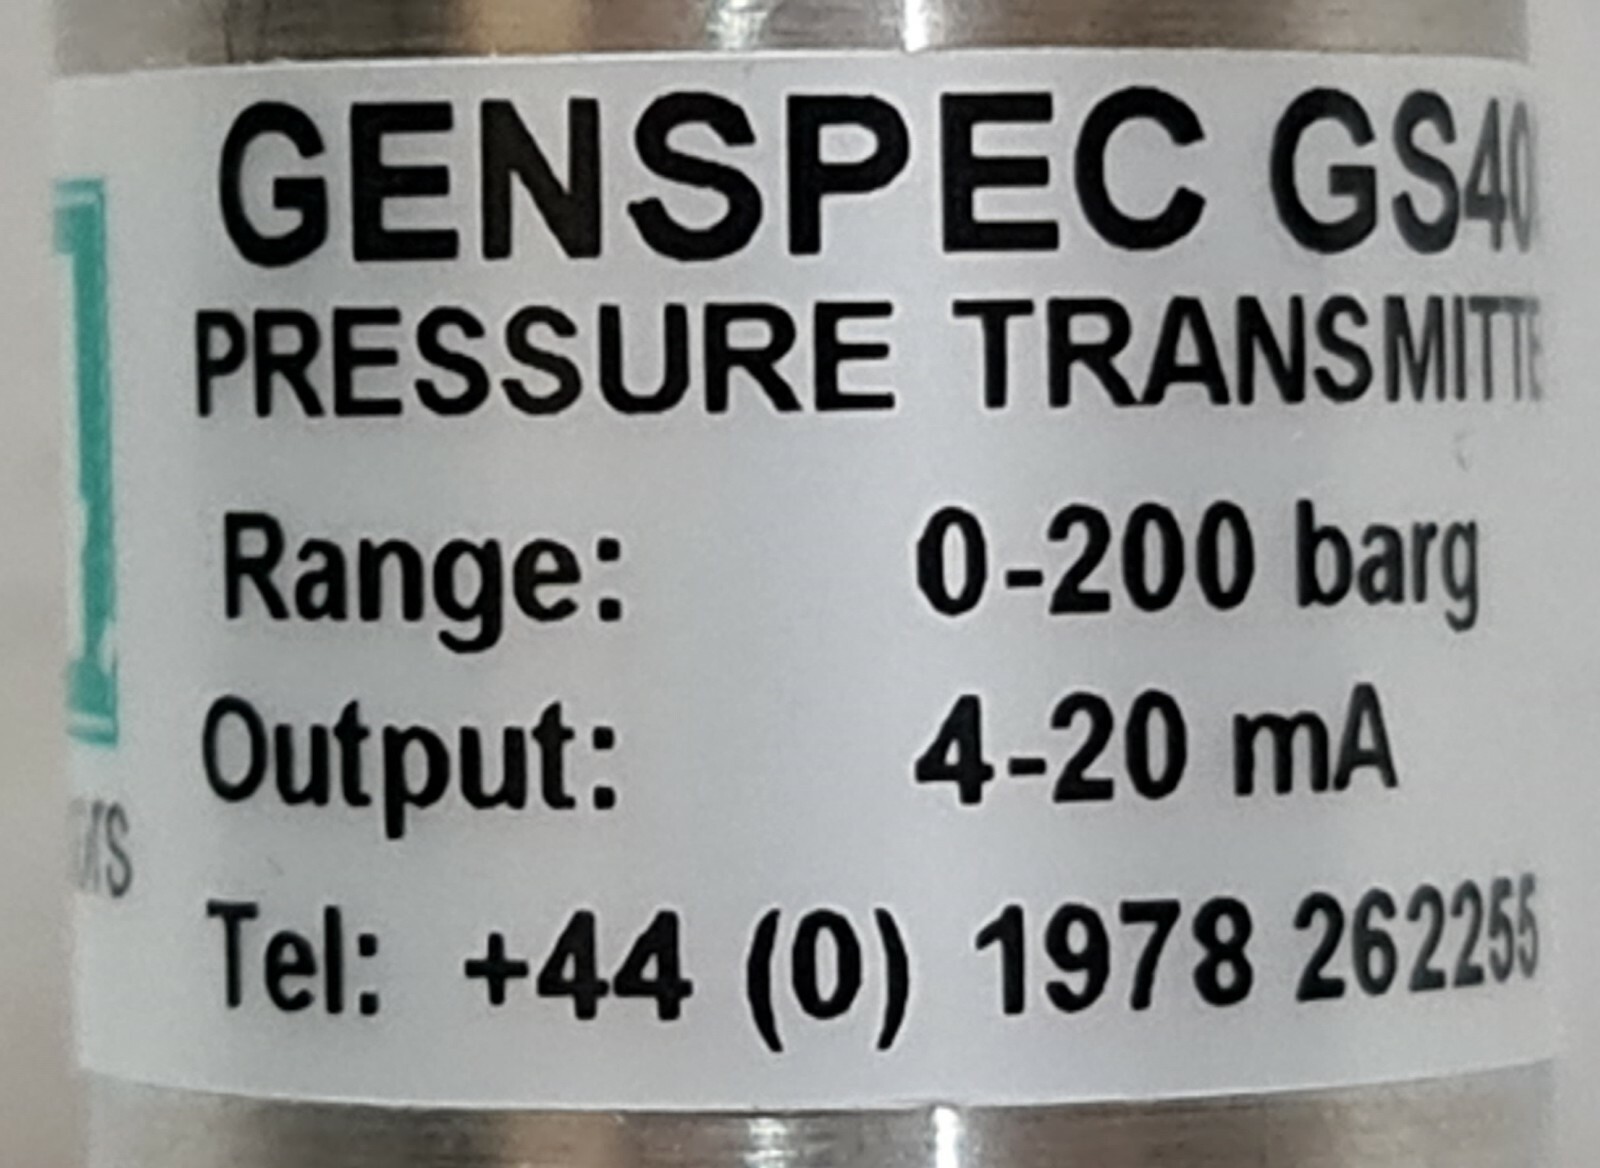 GENSPEC GS40
PRESSURE TRANSMITTE
Range: 0-200 barg
Output: 4-20 mA
Tel: +44 (0) 1978 262255